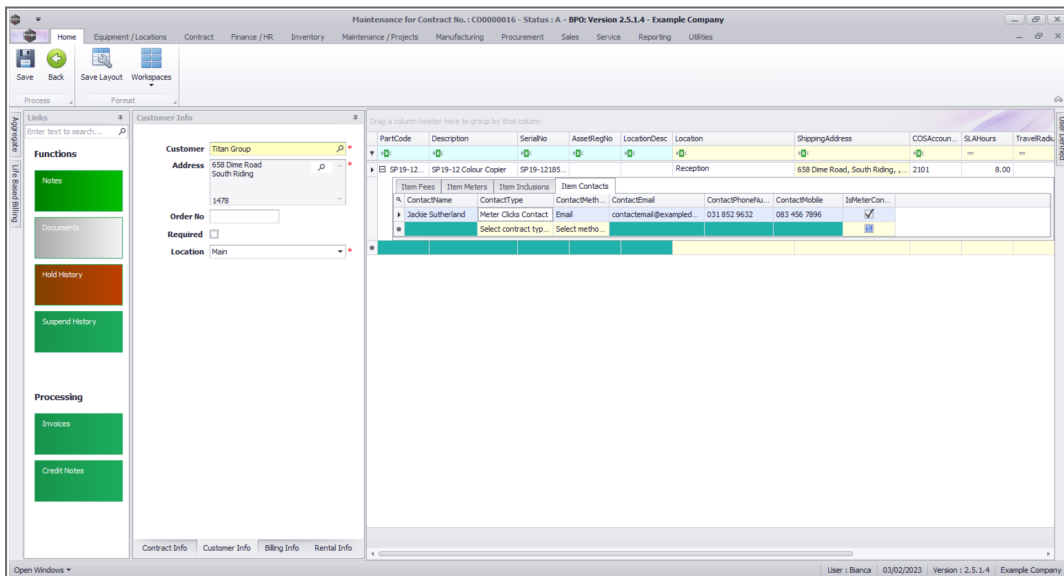 Maintenance for Contract No. : CO0000016 - Status : A - BPO: Version 2.5.1.4 - Example Company
Home Equipment / Locations Contract Finance / HR Inventory Maintenance / Projects Manufacturing Procurement Sales Service Reporting Utilities
Save Back Save Layout Workspaces
Process Format
Aggregate
Life Based Billing
Links
Enter text to search...
Functions
Notes
Documents
Hold History
Suspend History
Processing
Invoices
Credit Notes
Customer Info
Customer Titan Group *
Address 658 Dime Road *
South Riding
1478
Order No
Required
Location Main *
Contract Info Customer Info Billing Info Rental Info
Drag a column header here to group by that column
PartCode Description SerialNo AssetRegNo LocationDesc Location ShippingAddress COSAccoun... SLAHours TravelRadiu
SP19-12... SP19-12 Colour Copier SP19-12185... Reception 658 Dime Road, South Riding, ,... 2101 8.00
Item Fees Item Meters Item Inclusions Item Contacts
ContactName ContactType ContactMeth... ContactEmail ContactPhoneNu... ContactMobile IsMeterCon...
Jackie Sutherland Meter Clicks Contact Email contactemail@exampled... 031 852 9632 083 456 7896
Select contract typ... Select metho...
User Defined
Open Windows
User : Bianca 03/02/2023 Version : 2.5.1.4 Example Company